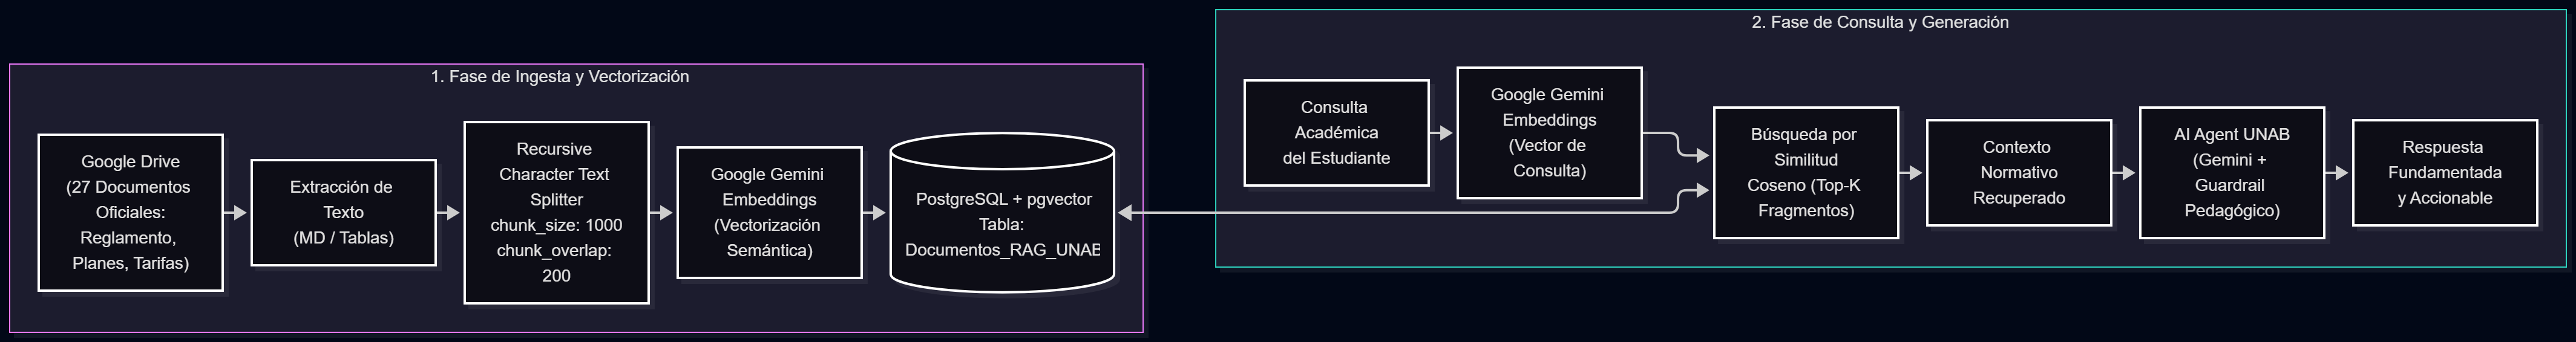 1. Fase de Ingesta y Vectorización
Google Drive
(27 Documentos
Oficiales:
Reglamento,
Planes, Tarifas)
Extracción de
Texto
(MD / Tablas)
Recursive
Character Text
Splitter
chunk_size: 1000
chunk_overlap:
200
Google Gemini
Embeddings
(Vectorización
Semántica)
PostgreSQL + pgvector
Tabla:
Documentos_RAG_UNAB
2. Fase de Consulta y Generación
Consulta
Académica
del Estudiante
Google Gemini
Embeddings
(Vector de
Consulta)
Búsqueda por
Similitud
Coseno (Top-K
Fragmentos)
Contexto
Normativo
Recuperado
AI Agent UNAB
(Gemini +
Guardrail
Pedagógico)
Respuesta
Fundamentada
y Accionable